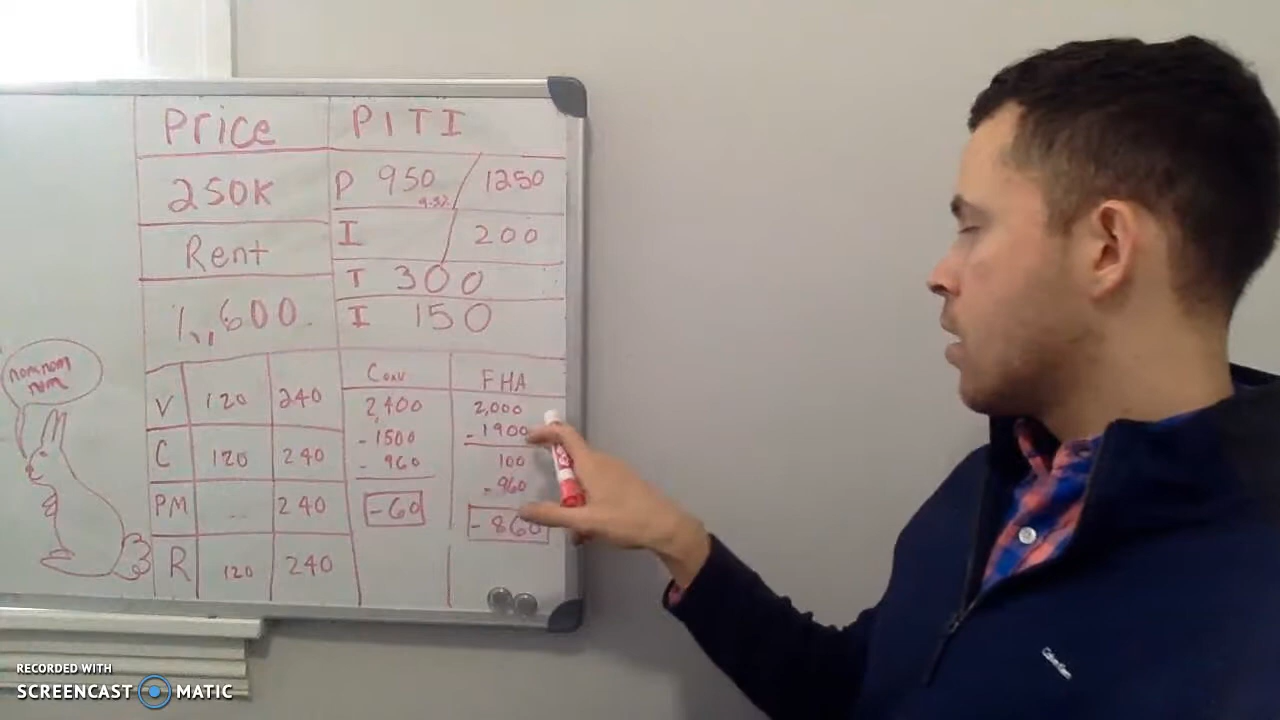 Price
PITI
250K
P 950 / 1250
I 200
Rent
T 300
1,600
I 150
nom nom
nom
V 120 240
C 120 240
PM 240
R 120 240
Conv
2,400
- 1500
- 960
- 60
FHA
2,000
- 1900
100
- 960
- 860
Calvin Klein
RECORDED WITH
SCREENCAST MATIC